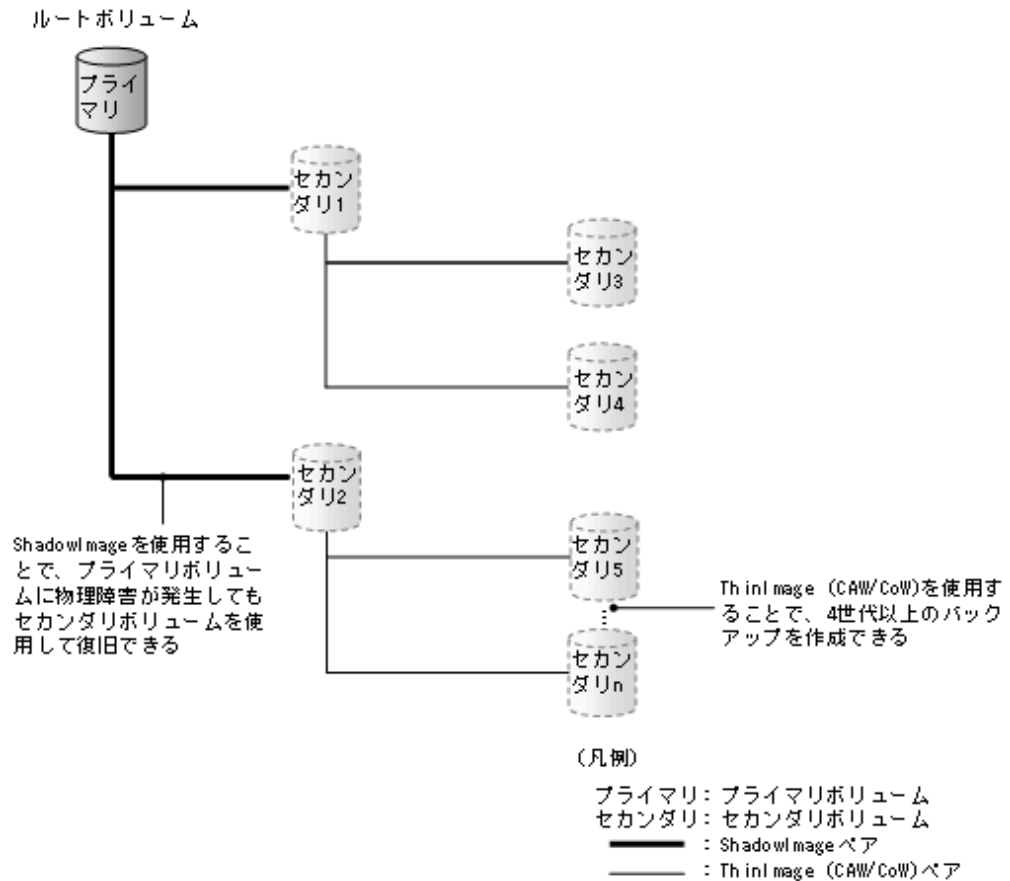 ルートボリューム
プライ
マリ
セカン
ダリ1
セカン
ダリ3
セカン
ダリ4
セカン
ダリ2
ShadowImageを使用するこ
とで、プライマリボリュー
ムに物理障害が発生しても
セカンダリボリュームを使
用して復旧できる
セカン
ダリ5
ThinImage (CAW/CoW)を使用す
ることで、4世代以上のバック
アップを作成できる
セカン
ダリn
(凡例)
プライマリ：プライマリボリューム
セカンダリ：セカンダリボリューム
：ShadowImageペア
：ThinImage (CAW/CoW)ペア